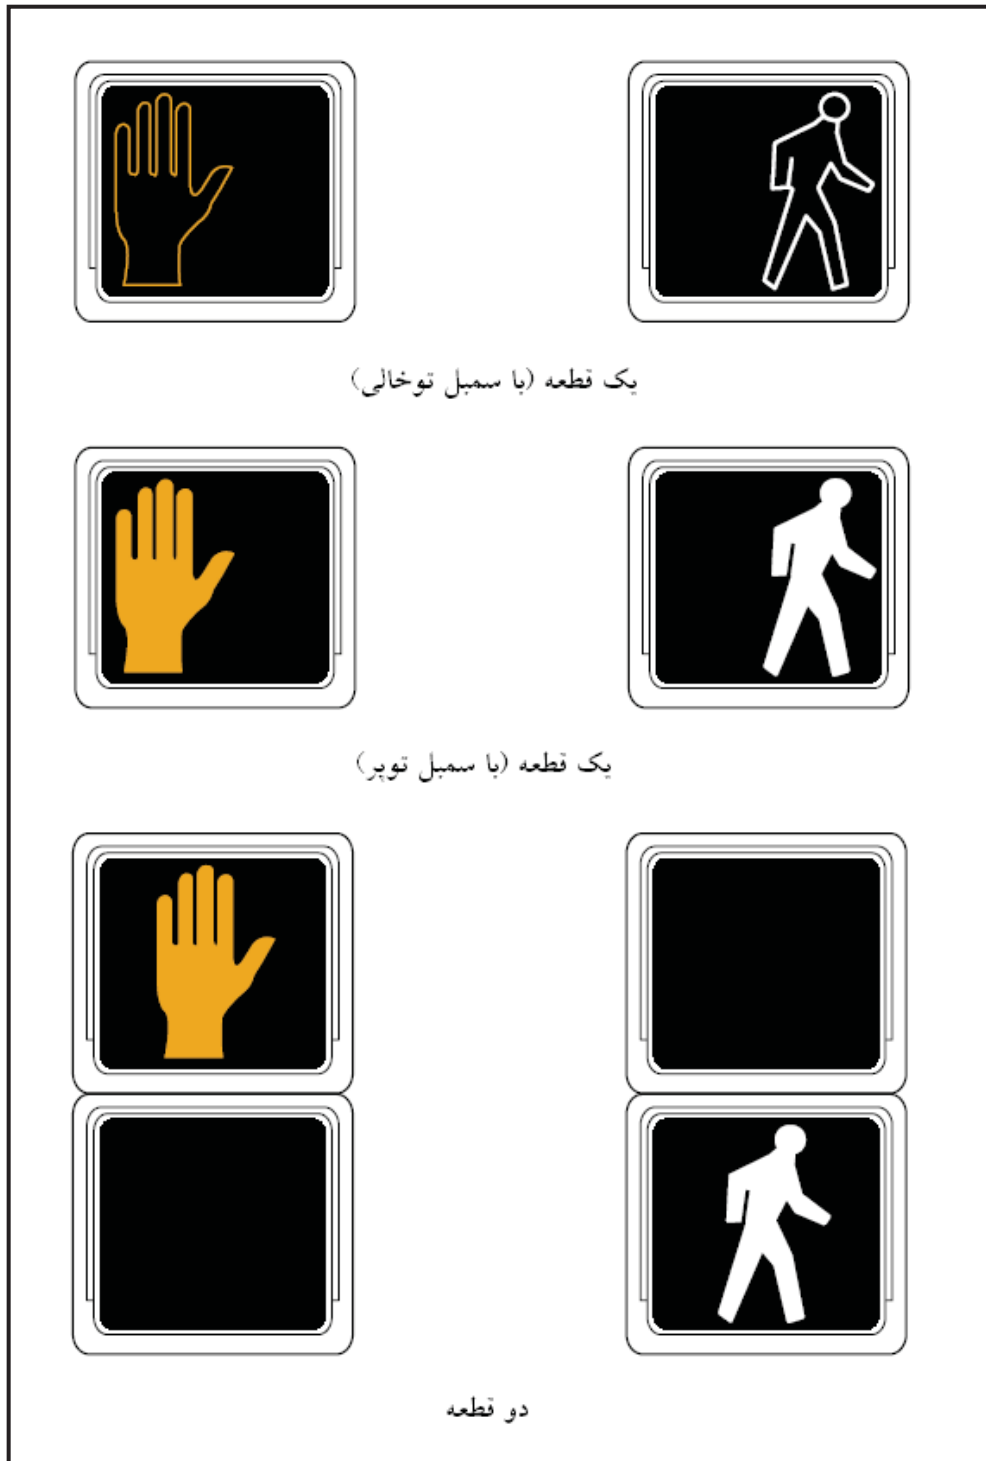 یک قطعه (با سمبل توخالی)
یک قطعه (با سمبل توپر)
دو قطعه